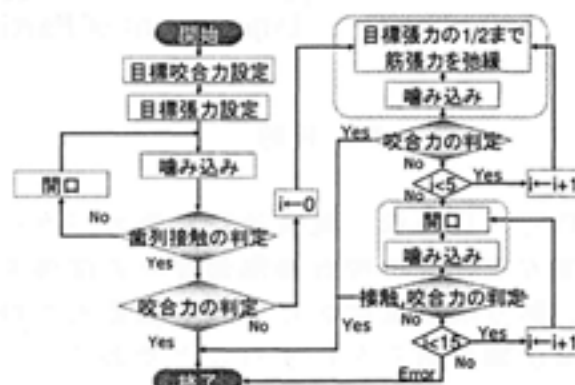 開始
目標咬合力設定
目標張力設定
噛み込み
開口
No
歯列接触の判定
Yes
咬合力の判定
Yes
No
終了
i←0
目標張力の1/2まで
筋張力を弛緩
噛み込み
Yes
咬合力の判定
No
i<5
Yes
i←i+1
No
開口
噛み込み
接触,咬合力の判定
Yes
No
i<15
Yes
i←i+1
Error